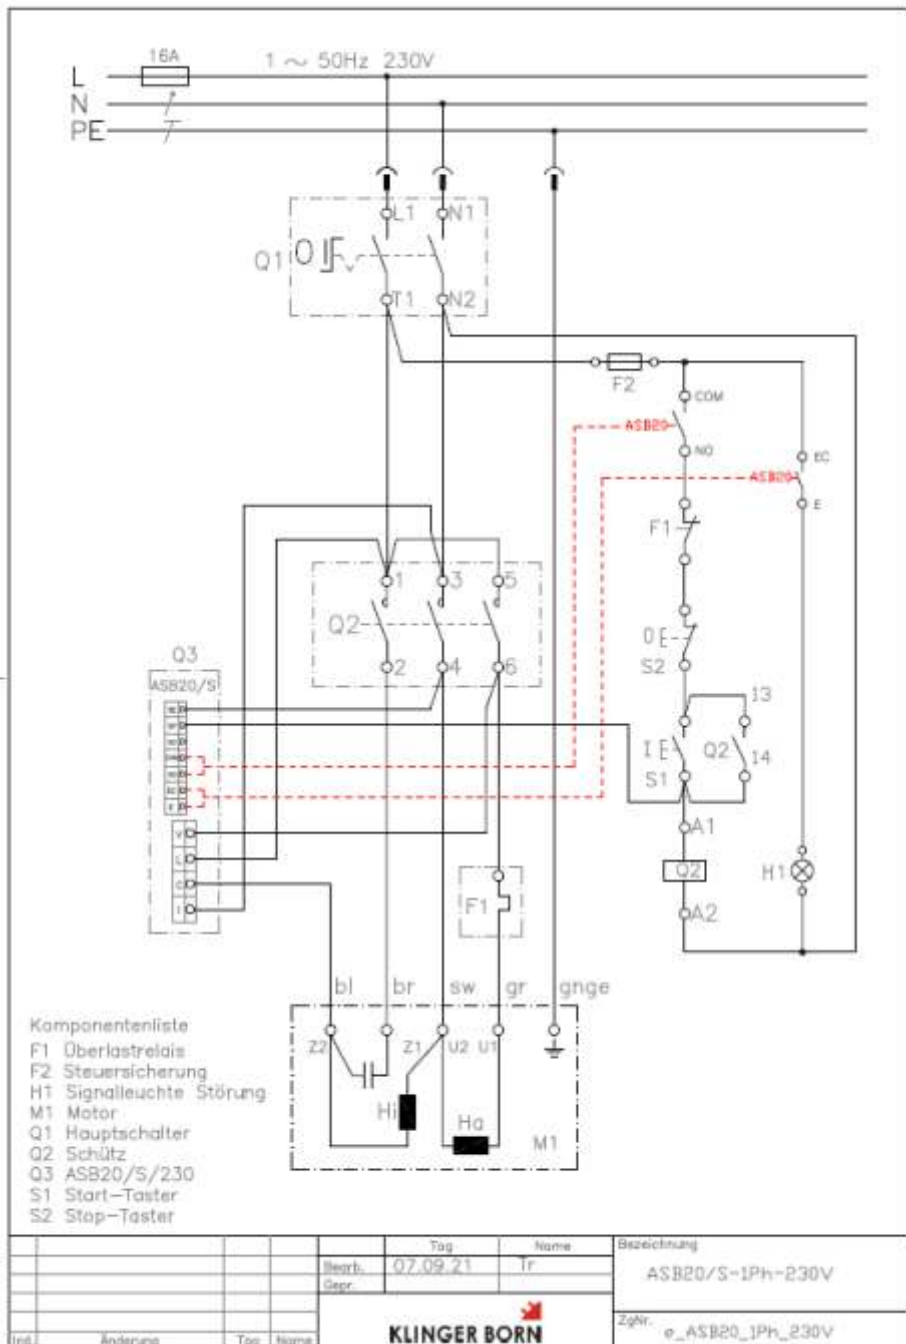 16A
1 ~ 50Hz 230V
L
N
PE
L1
N1
Q1
0
T1
N2
F2
COM
ASB20
NO
EC
ASB20
E
F1
1
3
5
Q2
0 E
S2
2
4
6
Q3
ASB20/S
13
I E
Q2
14
S1
A1
V
L
Q2
H1
F1
A2
bl
br
sw
gr
gnge
Z2
Z1
U2
U1
Hi
Ha
M1
Komponentenliste
F1 Überlastrelais
F2 Steuersicherung
H1 Signalleuchte Störung
M1 Motor
Q1 Hauptschalter
Q2 Schütz
Q3 ASB20/S/230
S1 Start-Taster
S2 Stop-Taster
Tag
Name
Bezeichnung
Bearb.
07.09.21
Tr
ASB20/S-1Ph-230V
Gepr.
KLINGER BORN
ZgNr.
e_ASB20_1Ph_230V
Ind.
Änderung
Tag
Name